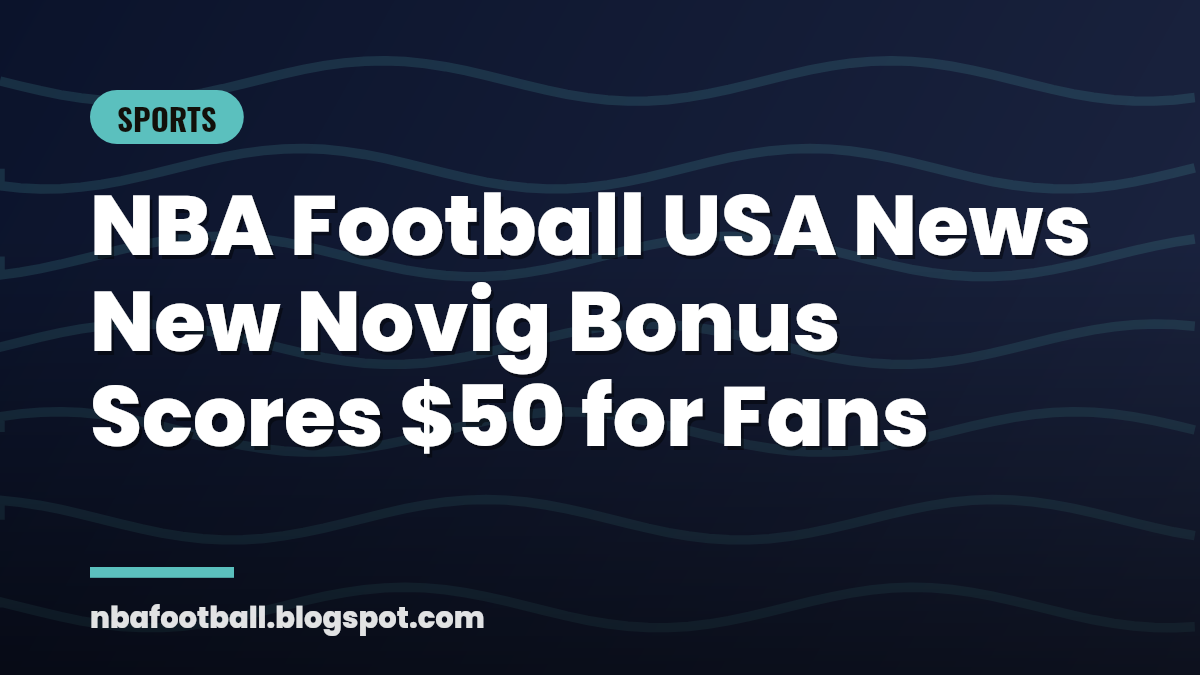 SPORTS
NBA Football USA News
New Novig Bonus
Scores $50 for Fans
nbafootball.blogspot.com